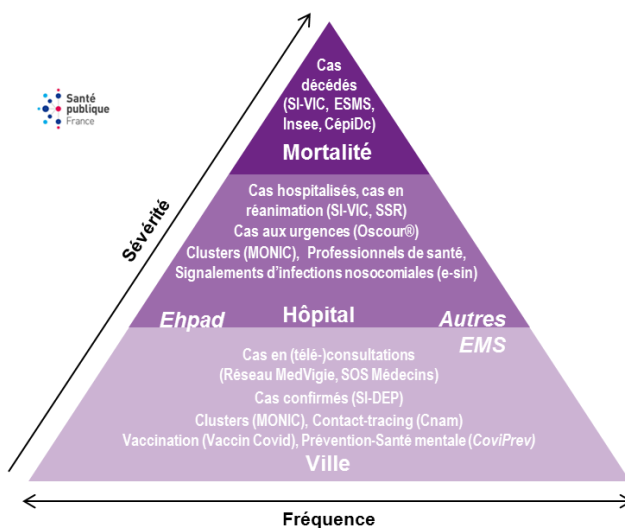 Santé
publique
France
Sévérité
Cas
décédés
(SI-VIC, ESMS,
Insee, CépiDc)
Mortalité
Cas hospitalisés, cas en
réanimation (SI-VIC, SSR)
Cas aux urgences (Oscour®)
Clusters (MONIC), Professionnels de santé,
Signalements d'infections nosocomiales (e-sin)
Ehpad Hôpital Autres
EMS
Cas en (télé-)consultations
(Réseau MedVigie, SOS Médecins)
Cas confirmés (SI-DEP)
Clusters (MONIC), Contact-tracing (Cnam)
Vaccination (Vaccin Covid), Prévention-Santé mentale (CoviPrev)
Ville
Fréquence